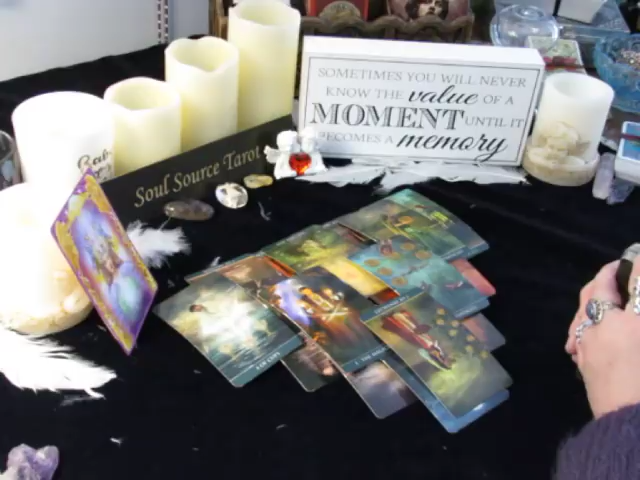 SOMETIMES YOU WILL NEVER
KNOW THE value OF A
MOMENT UNTIL IT
BECOMES A memory
Soul Source Tarot